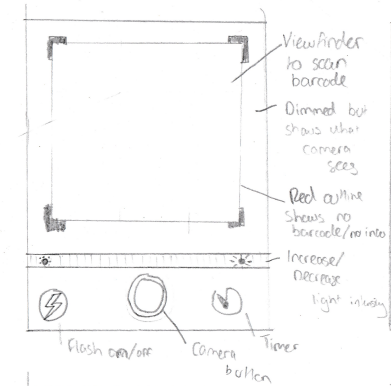 Viewfinder
to scan
barcode
Dimmed but
shows what
camera
sees
Red outline
shows no
barcode/no info
Increase/
Decrease
light intensity
Flash on/off
Camera
button
Timer